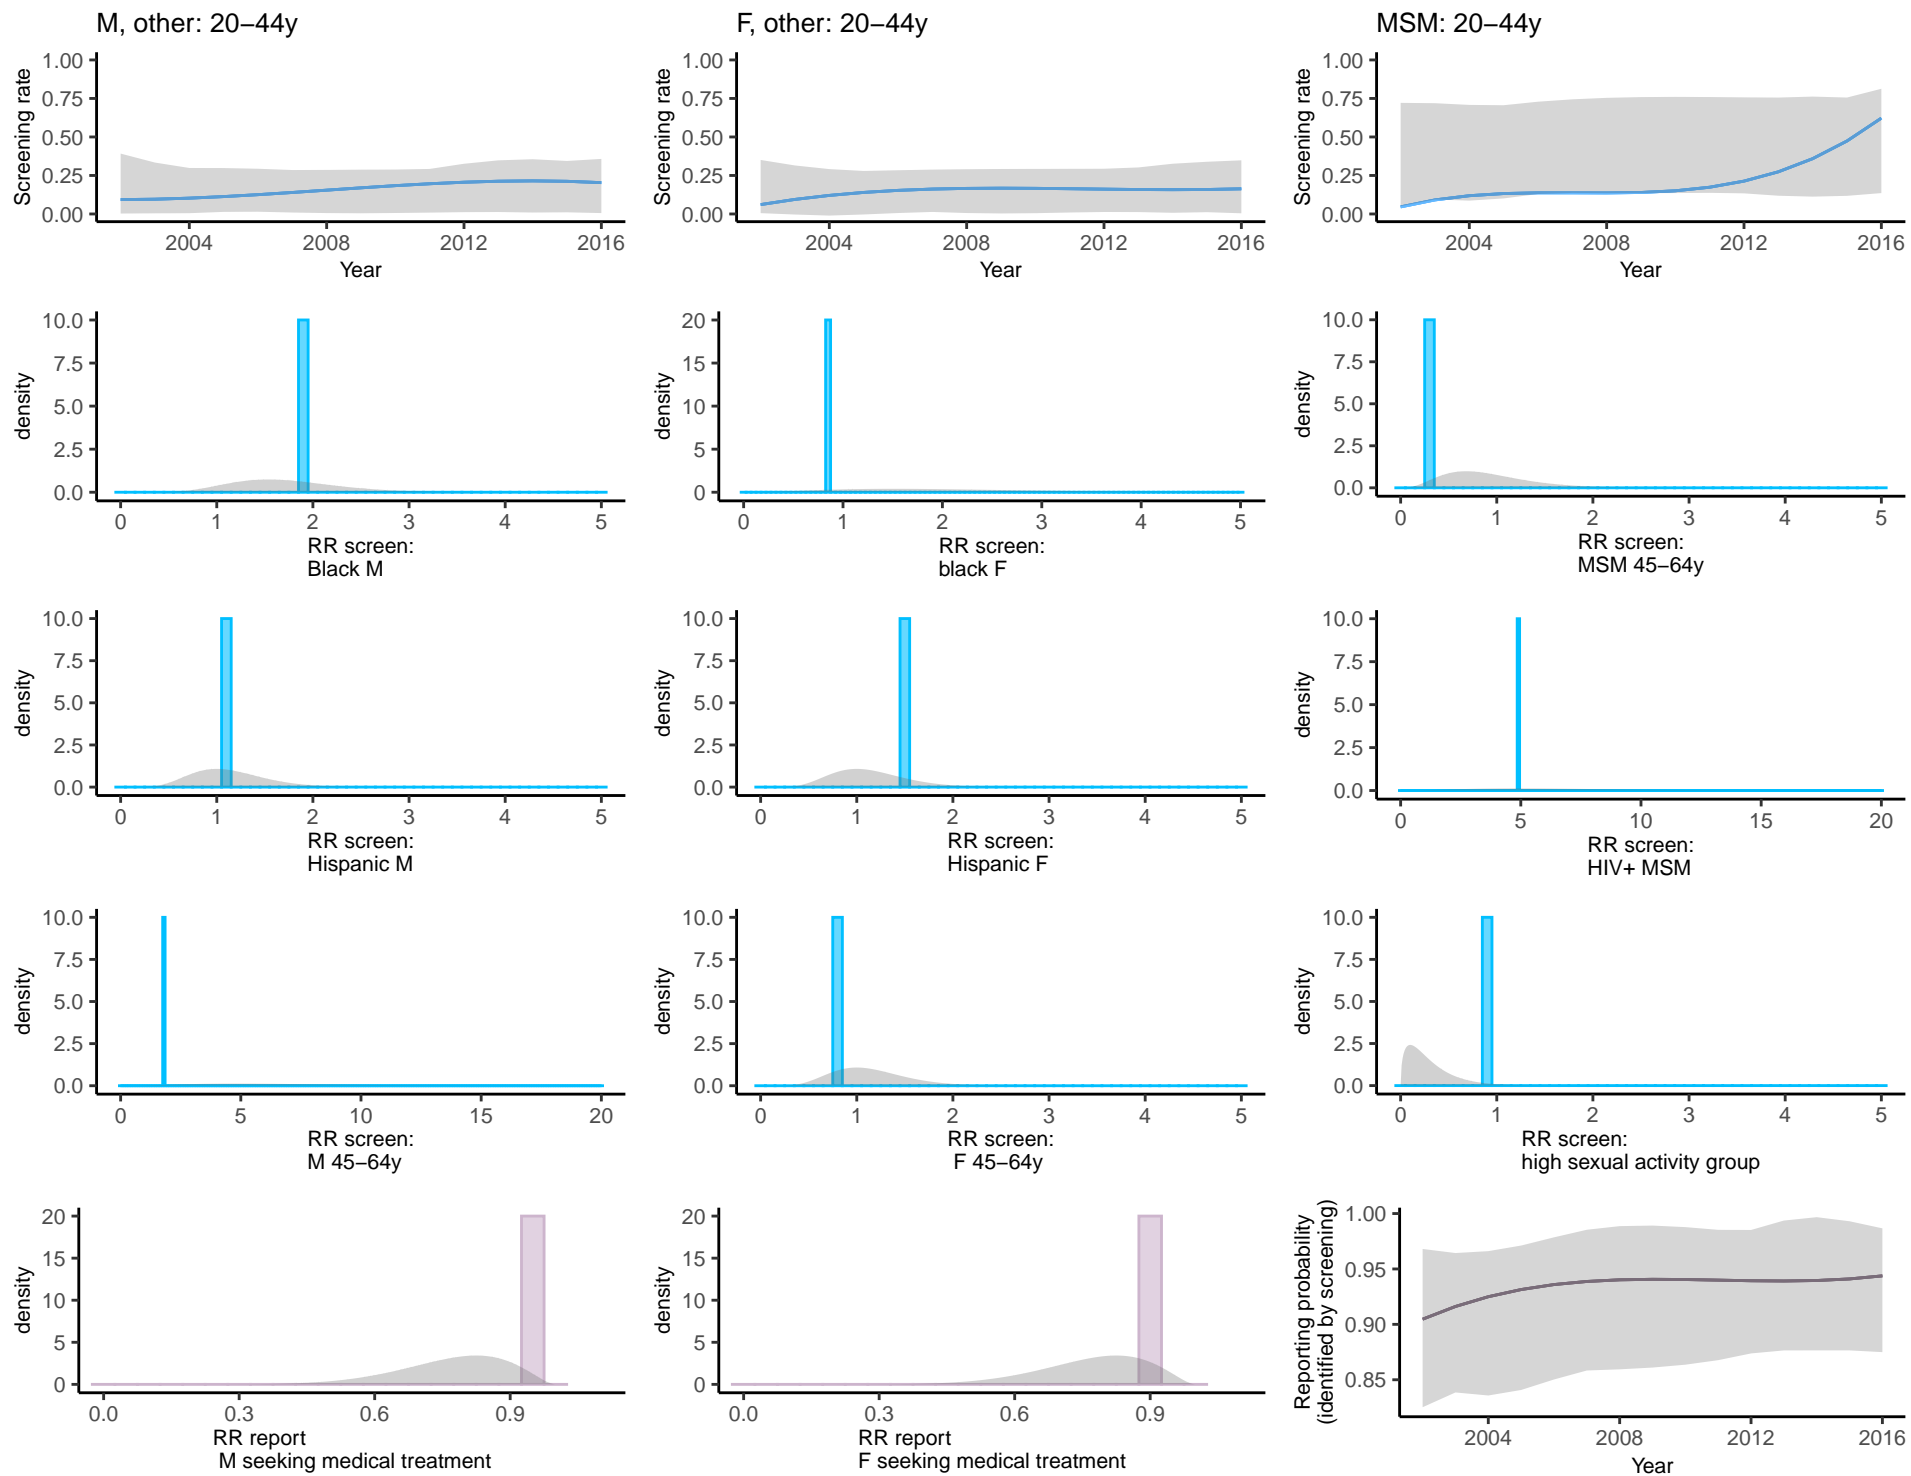 M, other: 20–44y
1.00
0.75
0.50
0.25
0.00
Screening rate
2004 2008 2012 2016
Year
F, other: 20–44y
1.00
0.75
0.50
0.25
0.00
Screening rate
2004 2008 2012 2016
Year
MSM: 20–44y
1.00
0.75
0.50
0.25
0.00
Screening rate
2004 2008 2012 2016
Year
10.0
7.5
5.0
2.5
0.0
density
0 1 2 3 4 5
RR screen:
Black M
20
15
10
5
0
density
0 1 2 3 4 5
RR screen:
black F
10.0
7.5
5.0
2.5
0.0
density
0 1 2 3 4 5
RR screen:
MSM 45–64y
10.0
7.5
5.0
2.5
0.0
density
0 1 2 3 4 5
RR screen:
Hispanic M
10.0
7.5
5.0
2.5
0.0
density
0 1 2 3 4 5
RR screen:
Hispanic F
10.0
7.5
5.0
2.5
0.0
density
0 5 10 15 20
RR screen:
HIV+ MSM
10.0
7.5
5.0
2.5
0.0
density
0 5 10 15 20
RR screen:
M 45–64y
10.0
7.5
5.0
2.5
0.0
density
0 1 2 3 4 5
RR screen:
F 45–64y
10.0
7.5
5.0
2.5
0.0
density
0 1 2 3 4 5
RR screen:
high sexual activity group
20
15
10
5
0
density
0.0 0.3 0.6 0.9
RR report
M seeking medical treatment
20
15
10
5
0
density
0.0 0.3 0.6 0.9
RR report
F seeking medical treatment
1.00
0.95
0.90
0.85
Reporting probability
(identified by screening)
2004 2008 2012 2016
Year